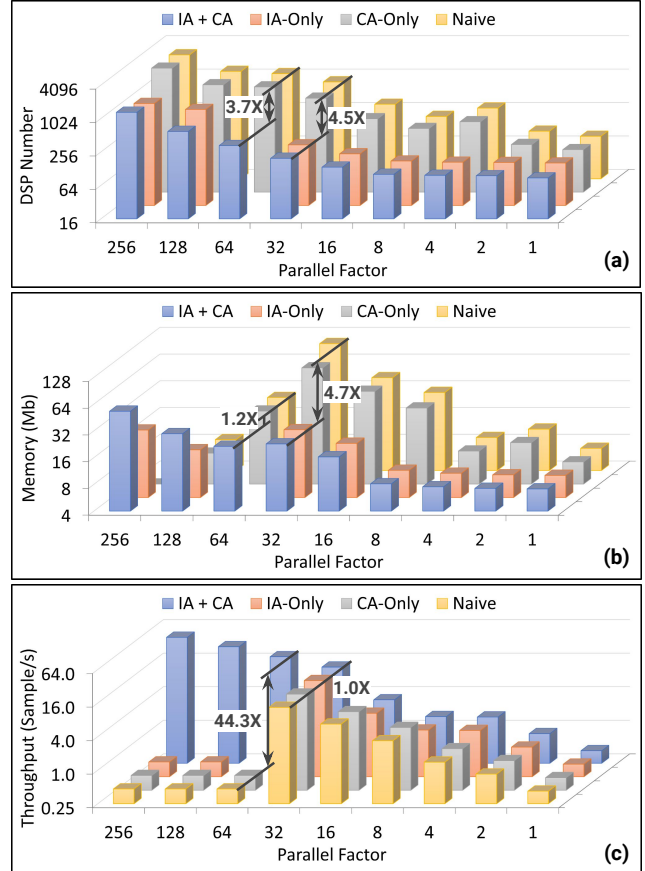 IA + CA IA-Only CA-Only Naive
4096
1024
256
64
16
DSP Number
3.7X
4.5X
256 128 64 32 16 8 4 2 1
Parallel Factor
(a)
IA + CA IA-Only CA-Only Naive
128
64
32
16
8
4
Memory (Mb)
1.2X
4.7X
256 128 64 32 16 8 4 2 1
Parallel Factor
(b)
IA + CA IA-Only CA-Only Naive
64.0
16.0
4.0
1.0
0.25
Throughput (Sample/s)
44.3X
1.0X
256 128 64 32 16 8 4 2 1
Parallel Factor
(c)